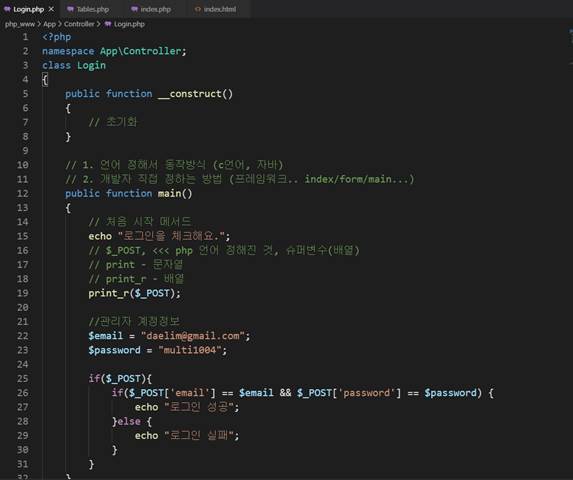 Login.php × Tables.php index.php index.html
php_www > App > Controller > Login.php
1 <?php
2 namespace App\Controller;
3 class Login
4 {
5 public function __construct()
6 {
7 // 초기화
8 }
9
10 // 1. 언어 정해서 동작방식 (c언어, 자바)
11 // 2. 개발자 직접 정하는 방법 (프레임워크.. index/form/main...)
12 public function main()
13 {
14 // 처음 시작 메서드
15 echo "로그인을 체크해요.";
16 // $_POST, <<< php 언어 정해진 것, 슈퍼변수(배열)
17 // print - 문자열
18 // print_r - 배열
19 print_r($_POST);
20
21 //관리자 계정정보
22 $email = "daelim@gmail.com";
23 $password = "multi1004";
24
25 if($_POST){
26 if($_POST['email'] == $email && $_POST['password'] == $password) {
27 echo "로그인 성공";
28 }else {
29 echo "로그인 실패";
30 }
31 }
32 }